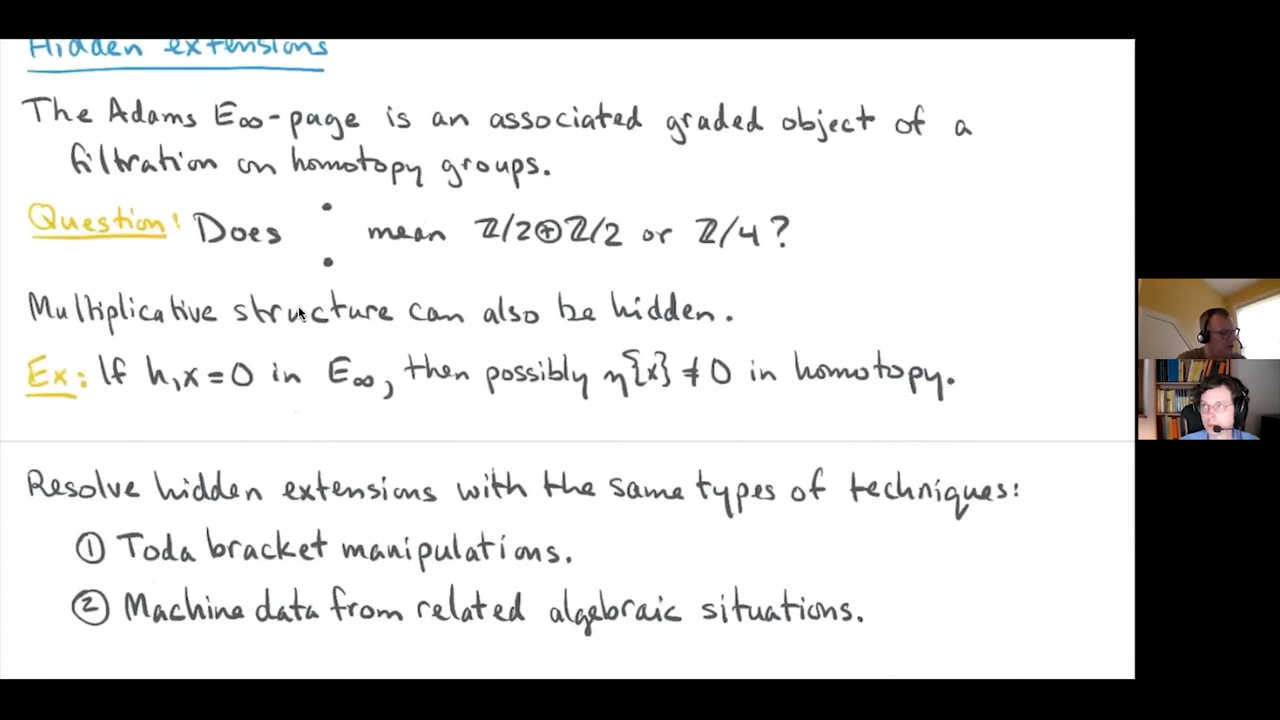 Hidden extensions
The Adams E∞-page is an associated graded object of a
filtration on homotopy groups.
Question: Does : mean ℤ/2⊕ℤ/2 or ℤ/4?
Multiplicative structure can also be hidden.
Ex: If h₁x=0 in E∞, then possibly η{x}≠0 in homotopy.
Resolve hidden extensions with the same types of techniques:
① Toda bracket manipulations.
② Machine data from related algebraic situations.